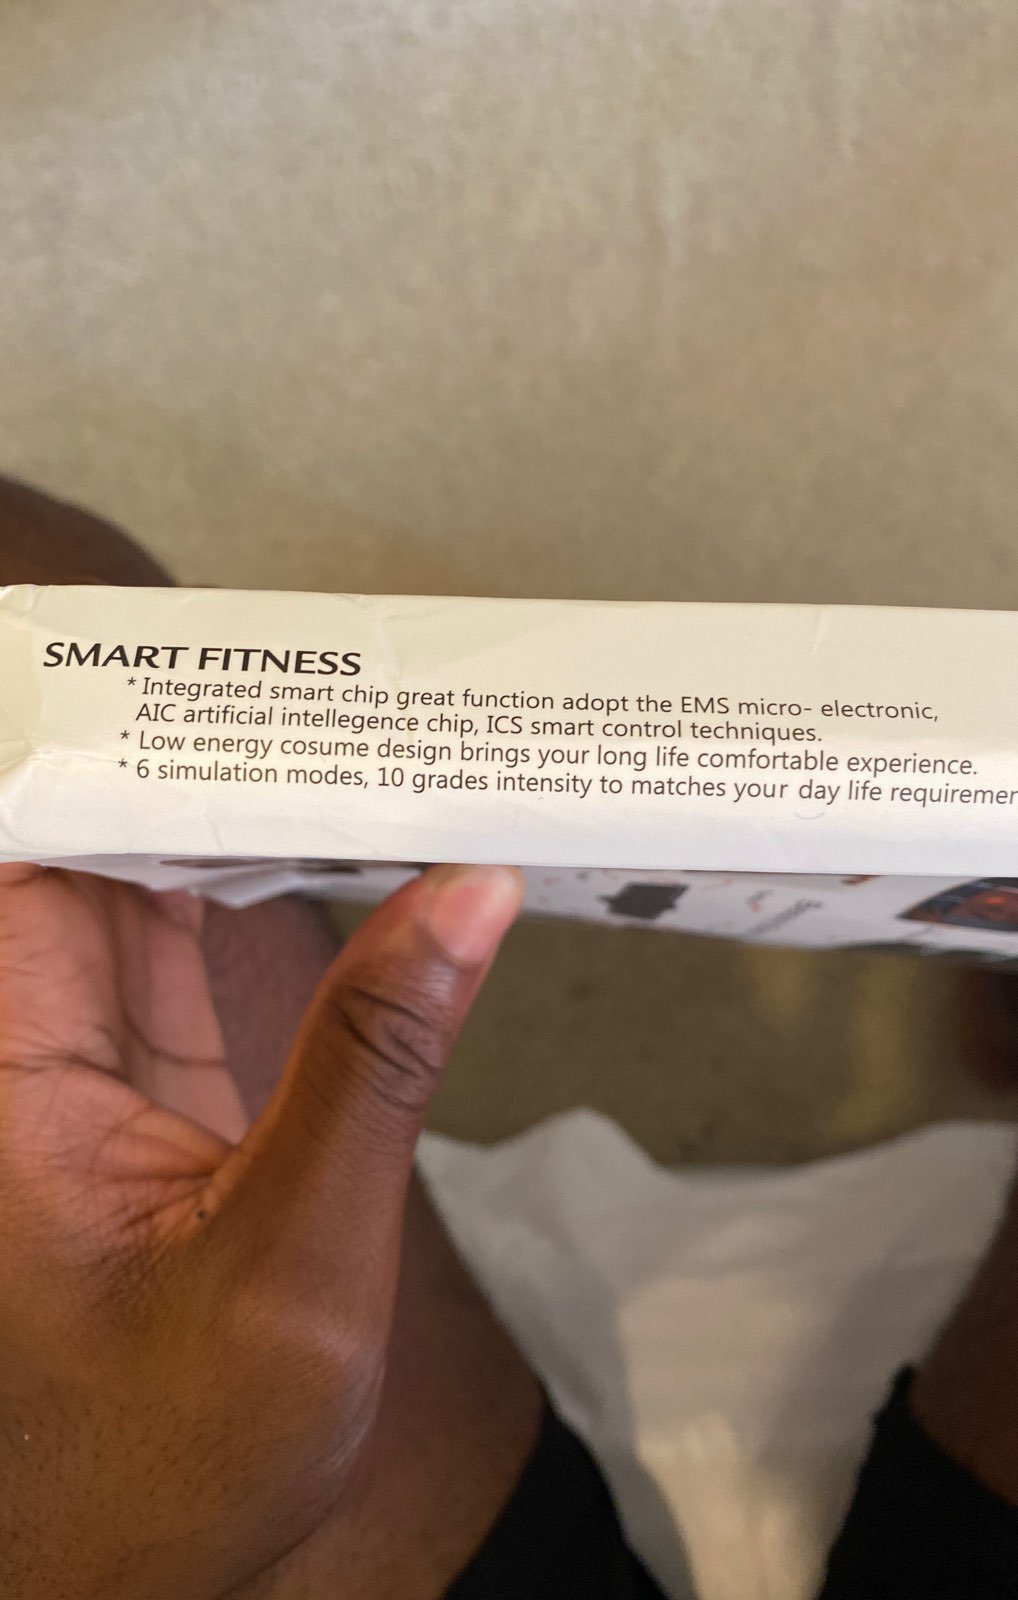 SMART FITNESS
* Integrated smart chip great function adopt the EMS micro- electronic,
AIC artificial intellegence chip, ICS smart control techniques.
* Low energy cosume design brings your long life comfortable experience.
* 6 simulation modes, 10 grades intensity to matches your day life